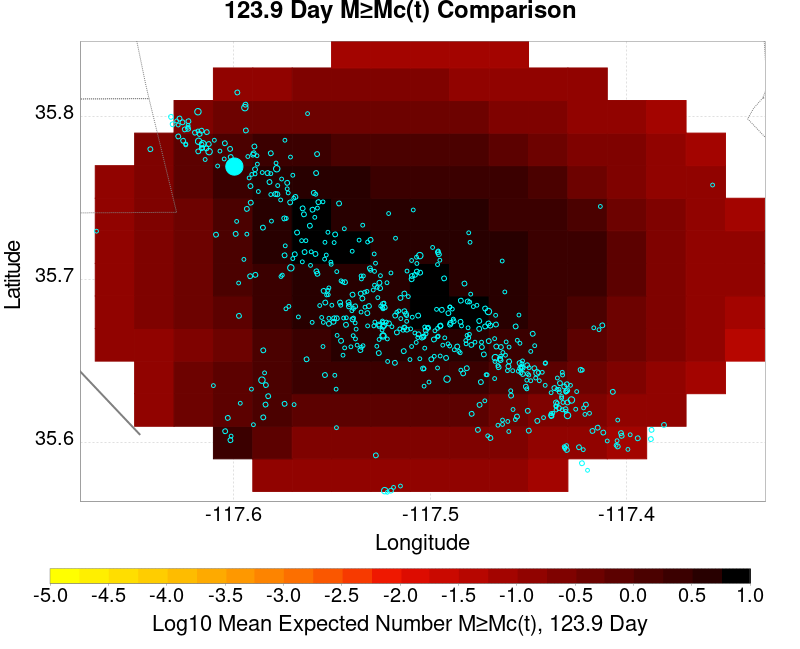 123.9 Day M≥Mc(t) Comparison
35.8
35.7
35.6
Latitude
-117.6 -117.5 -117.4
Longitude
-5.0 -4.5 -4.0 -3.5 -3.0 -2.5 -2.0 -1.5 -1.0 -0.5 0.0 0.5 1.0
Log10 Mean Expected Number M≥Mc(t), 123.9 Day